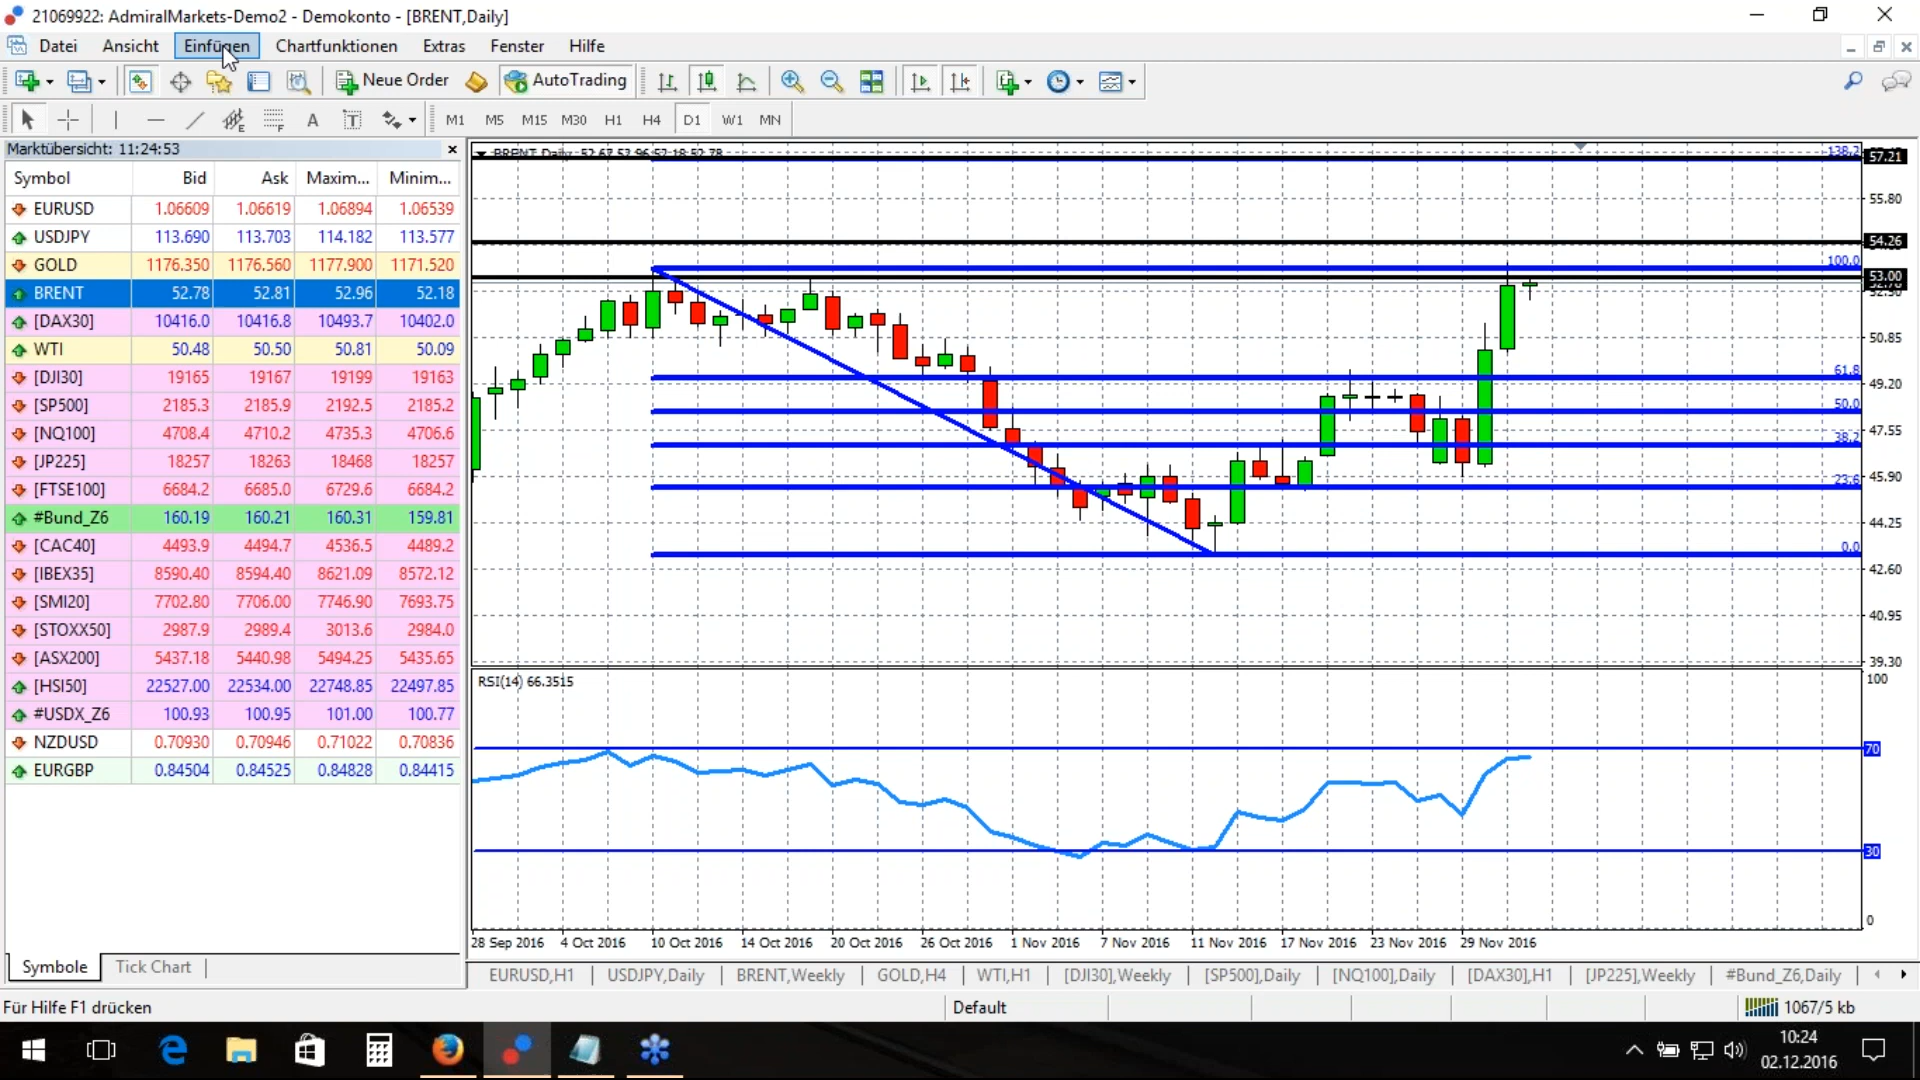 21069922: AdmiralMarkets-Demo2 - Demokonto - [BRENT,Daily]
Datei Ansicht Einfügen Chartfunktionen Extras Fenster Hilfe
Neue Order AutoTrading
M1 M5 M15 M30 H1 H4 D1 W1 MN
Marktübersicht: 11:24:53
Symbol Bid Ask Maxim... Minim...
EURUSD 1.06609 1.06619 1.06894 1.06539
USDJPY 113.690 113.703 114.182 113.577
GOLD 1176.350 1176.560 1177.900 1171.520
BRENT 52.78 52.81 52.96 52.18
[DAX30] 10416.0 10416.8 10493.7 10402.0
WTI 50.48 50.50 50.81 50.09
[DJI30] 19165 19167 19199 19163
[SP500] 2185.3 2185.9 2192.5 2185.2
[NQ100] 4708.4 4710.2 4735.3 4706.6
[JP225] 18257 18263 18468 18257
[FTSE100] 6684.2 6685.0 6729.6 6684.2
#Bund_Z6 160.19 160.21 160.31 159.81
[CAC40] 4493.9 4494.7 4536.5 4489.2
[IBEX35] 8590.40 8594.40 8621.09 8572.12
[SMI20] 7702.80 7706.00 7746.90 7693.75
[STOXX50] 2987.9 2989.4 3013.6 2984.0
[ASX200] 5437.18 5440.98 5494.25 5435.65
[HSI50] 22527.00 22534.00 22748.85 22497.85
#USDX_Z6 100.93 100.95 101.00 100.77
NZDUSD 0.70930 0.70946 0.71022 0.70836
EURGBP 0.84504 0.84525 0.84828 0.84415
Symbole Tick Chart
BRENT,Daily 52.67 52.96 52.18 52.78
138.2 57.21
55.80
54.26
100.0
53.00
52.50
50.85
61.8
49.20
50.0
47.55
38.2
45.90
23.6
44.25
0.0
42.60
40.95
39.30
RSI(14) 66.3515
100
70
30
0
28 Sep 2016 4 Oct 2016 10 Oct 2016 14 Oct 2016 20 Oct 2016 26 Oct 2016 1 Nov 2016 7 Nov 2016 11 Nov 2016 17 Nov 2016 23 Nov 2016 29 Nov 2016
EURUSD,H1 USDJPY,Daily BRENT,Weekly GOLD,H4 WTI,H1 [DJI30],Weekly [SP500],Daily [NQ100],Daily [DAX30],H1 [JP225],Weekly #Bund_Z6,Daily
Für Hilfe F1 drücken Default 1067/5 kb
10:24
02.12.2016